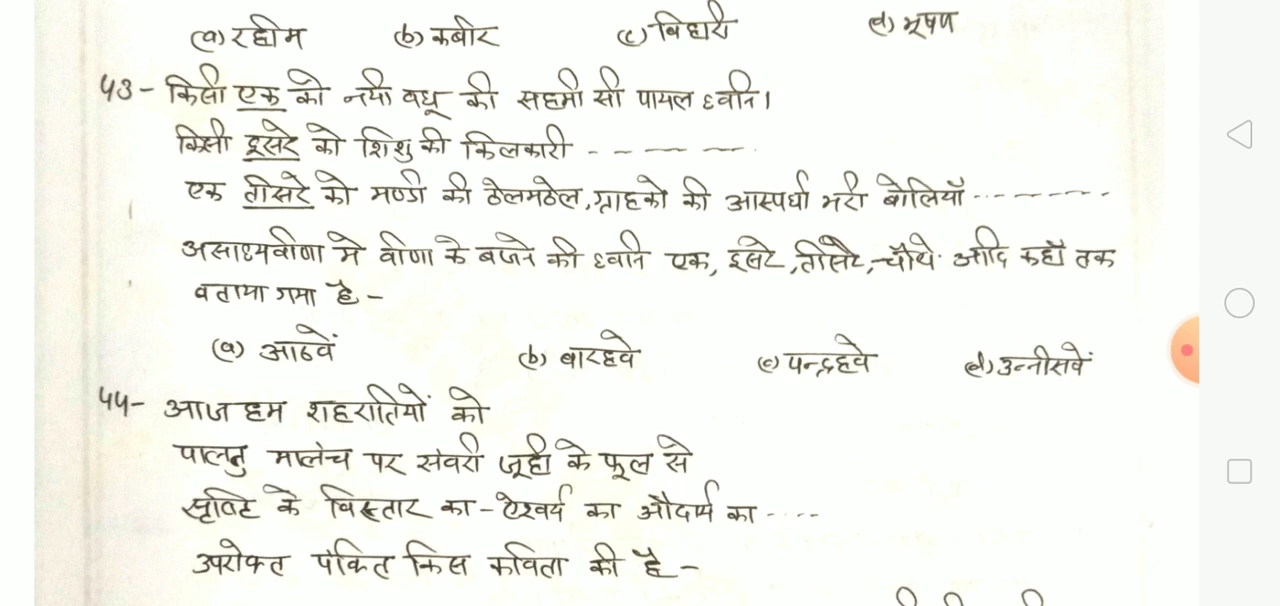 (a) रहीम (b) कबीर (c) बिहारी (d) भूषण
43- किसी एक को नयी वधू की सहमी सी पायल ध्वनि।
किसी दूसरे को शिशु की किलकारी - - - - - -
एक तीसरे को मण्डी की ठेलमठेल, ग्राहको की आस्पर्धा भरी बोलियाँ - - - - - - -
असाध्यवीणा मे वीणा के बजने की ध्वनि एक, दूसरे, तीसरे, चौथे आदि कहाँ तक
बताया गया है -
(a) आठवें (b) बारहवे (c) पन्द्रहवे (d) उन्नीसवें
44- आज हम शहरातियों को
पालतु मालंच पर संवरी जूही के फूल से
सृष्टि के विस्तार का - ऐश्वर्य का औदार्य का - - - -
उपरोक्त पंक्ति किस कविता की है -